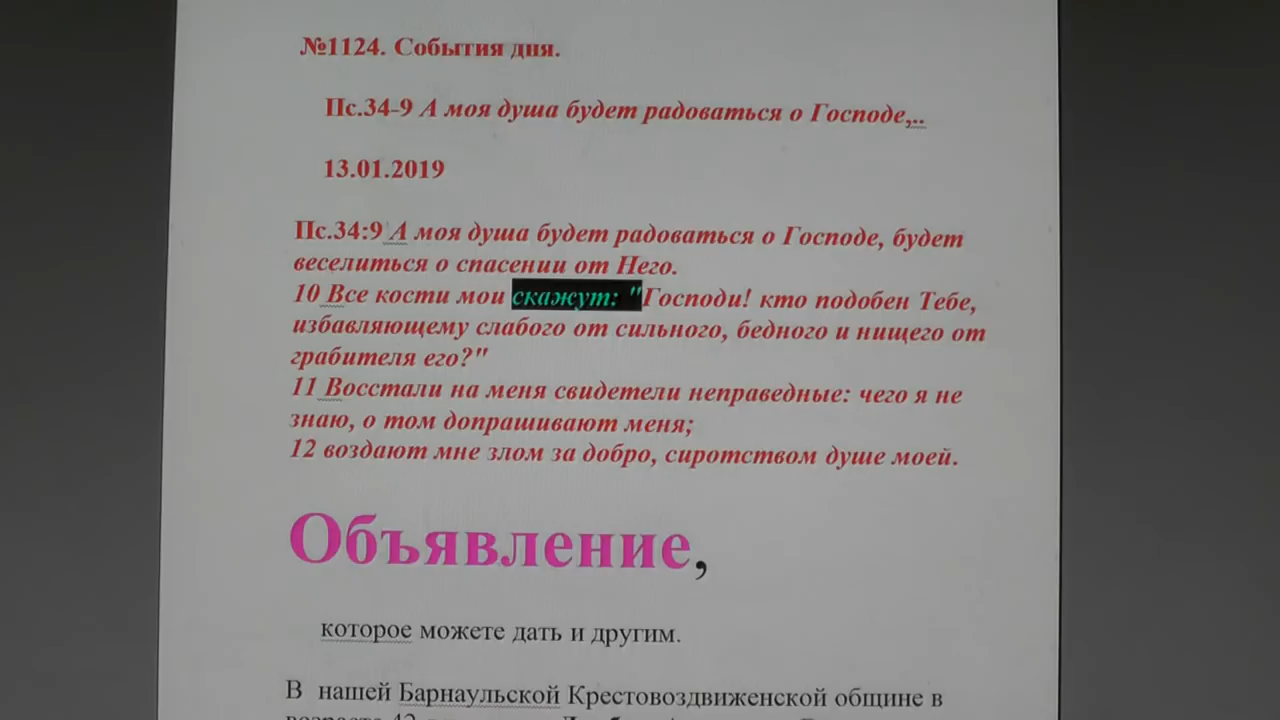 №1124. События дня.
Пс.34-9 А моя душа будет радоваться о Господе,..
13.01.2019
Пс.34:9 А моя душа будет радоваться о Господе, будет
веселиться о спасении от Него.
10 Все кости мои скажут: "Господи! кто подобен Тебе,
избавляющему слабого от сильного, бедного и нищего от
грабителя его?"
11 Восстали на меня свидетели неправедные: чего я не
знаю, о том допрашивают меня;
12 воздают мне злом за добро, сиротством душе моей.
Объявление,
которое можете дать и другим.
В нашей Барнаульской Крестовоздвиженской общине в